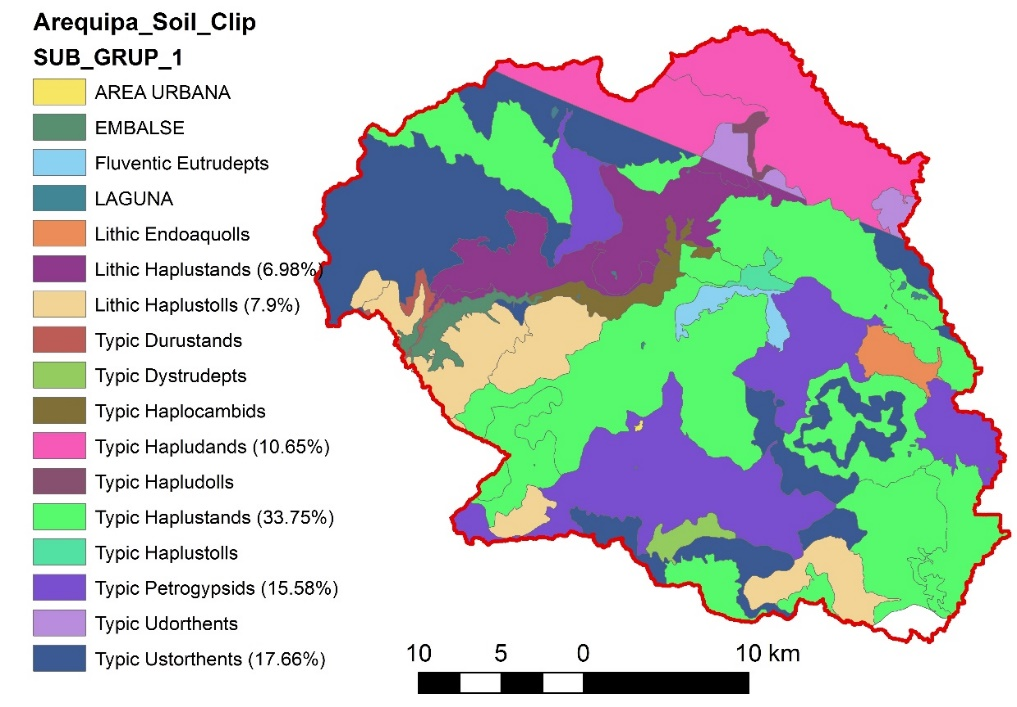 Arequipa_Soil_Clip
SUB_GRUP_1
AREA URBANA
EMBALSE
Fluventic Eutrudepts
LAGUNA
Lithic Endoaquolls
Lithic Haplustands (6.98%)
Lithic Haplustolls (7.9%)
Typic Durustands
Typic Dystrudepts
Typic Haplocambids
Typic Hapludands (10.65%)
Typic Hapludolls
Typic Haplustands (33.75%)
Typic Haplustolls
Typic Petrogypsids (15.58%)
Typic Udorthents
Typic Ustorthents (17.66%)
10 5 0 10 km